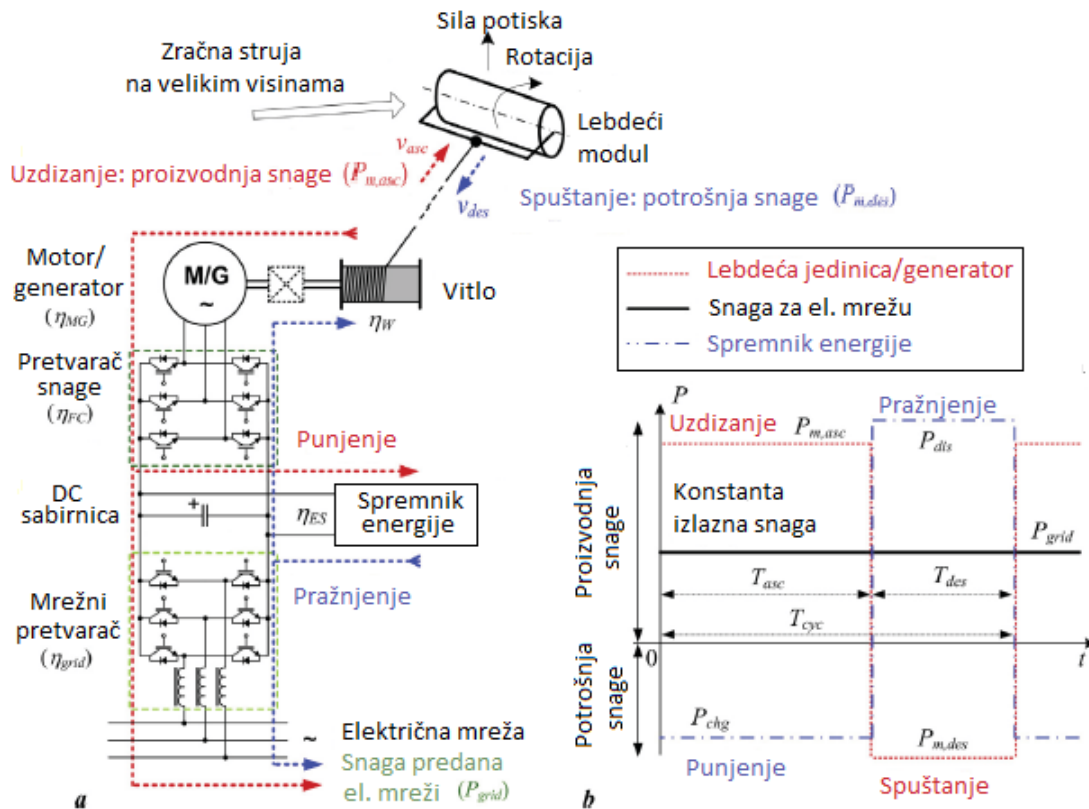 Sila potiska
Rotacija
Zračna struja
na velikim visinama
Lebdeći
modul
v_asc
Uzdizanje: proizvodnja snage (P_m,asc)
v_des
Spuštanje: potrošnja snage (P_m,des)
Motor/
generator
(η_MG)
M/G
~
Vitlo
η_W
Pretvarač
snage
(η_FC)
Punjenje
DC
sabirnica
+
η_ES
Spremnik
energije
Pražnjenje
Mrežni
pretvarač
(η_grid)
~
Električna mreža
Snaga predana
el. mreži (P_grid)
a
Lebdeća jedinica/generator
Snaga za el. mrežu
Spremnik energije
P
Pražnjenje
Uzdizanje
P_m,asc
P_dis
Proizvodnja
snage
Konstanta
izlazna snaga
P_grid
T_asc
T_des
T_cyc
0
t
Potrošnja
snage
P_chg
P_m,des
Punjenje
Spuštanje
b